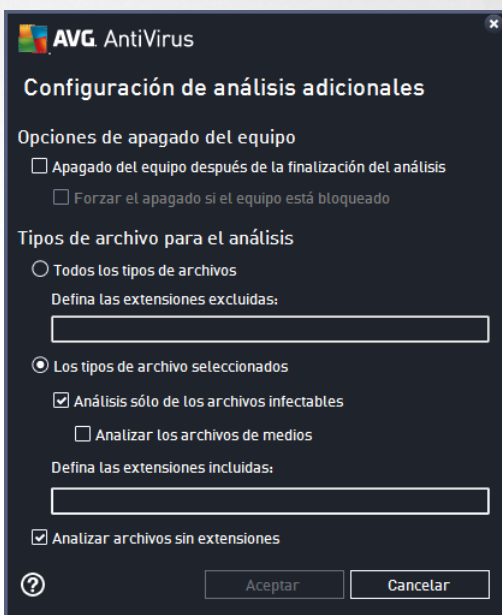 AVG AntiVirus
Configuración de análisis adicionales
Opciones de apagado del equipo
Apagado del equipo después de la finalización del análisis
Forzar el apagado si el equipo está bloqueado
Tipos de archivo para el análisis
Todos los tipos de archivos
Defina las extensiones excluidas:
Los tipos de archivo seleccionados
Análisis sólo de los archivos infectables
Analizar los archivos de medios
Defina las extensiones incluidas:
Analizar archivos sin extensiones
? Aceptar Cancelar